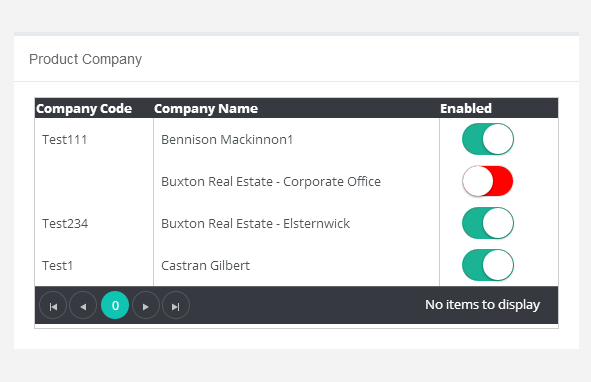 Product Company
Company Code Company Name Enabled
Test111 Bennison Mackinnon1
Buxton Real Estate - Corporate Office
Test234 Buxton Real Estate - Elsternwick
Test1 Castran Gilbert
0 No items to display